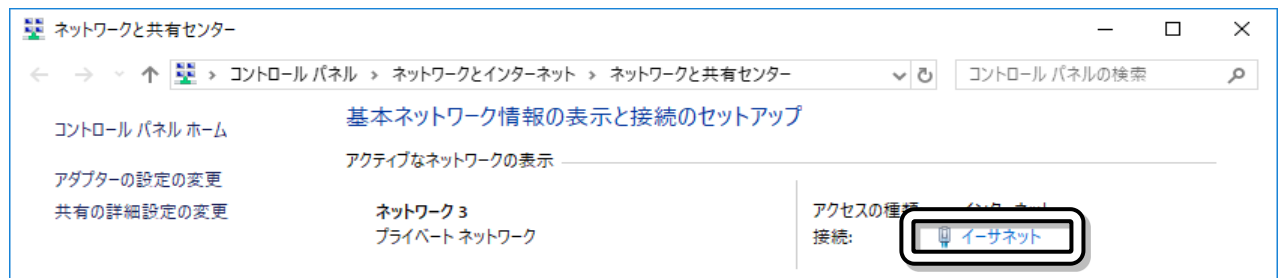 ネットワークと共有センター
コントロール パネル › ネットワークとインターネット › ネットワークと共有センター
コントロール パネルの検索
コントロール パネル ホーム
アダプターの設定の変更
共有の詳細設定の変更
基本ネットワーク情報の表示と接続のセットアップ
アクティブなネットワークの表示
ネットワーク 3
プライベート ネットワーク
アクセスの種類
接続: イーサネット